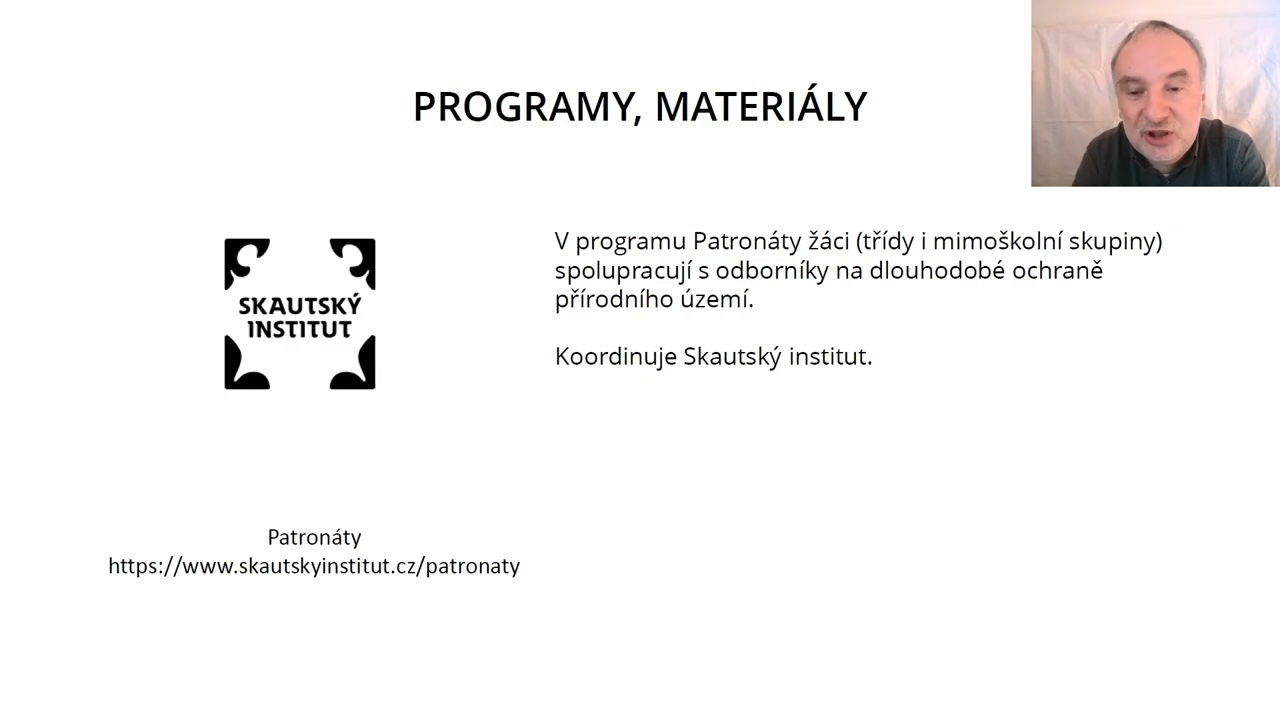 PROGRAMY, MATERIÁLY
SKAUTSKÝ
INSTITUT
V programu Patronáty žáci (třídy i mimoškolní skupiny)
spolupracují s odborníky na dlouhodobé ochraně
přírodního území.
Koordinuje Skautský institut.
Patronáty
https://www.skautskyinstitut.cz/patronaty